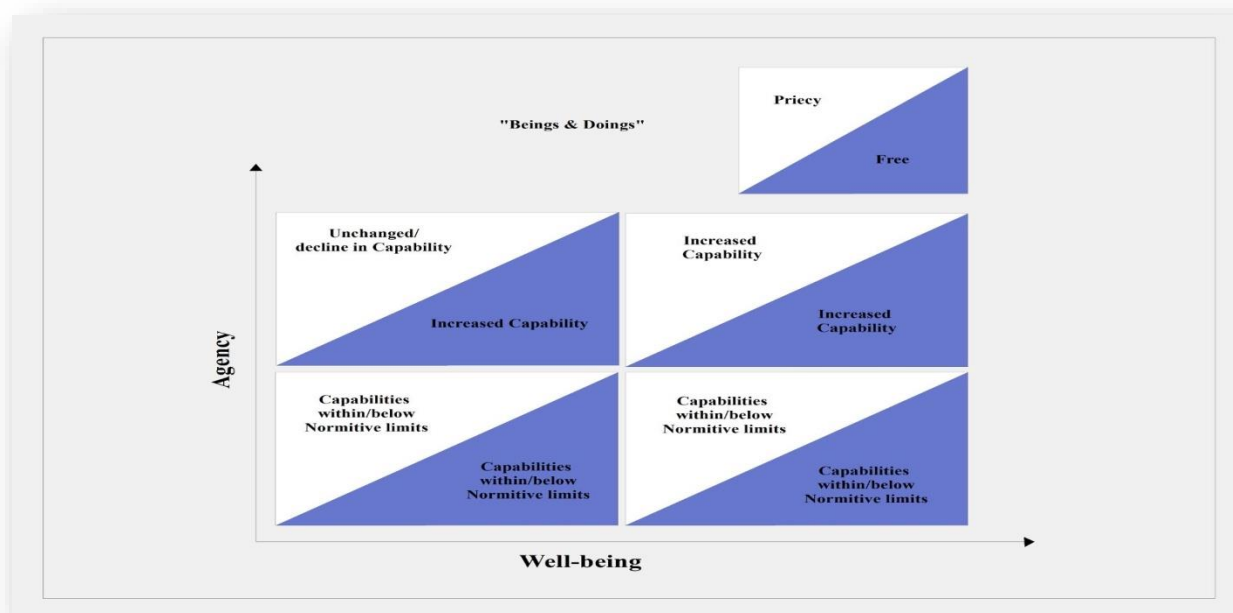 Priecy
"Beings & Doings"
Free
Unchanged/
decline in Capability
Increased
Capability
Increased Capability
Increased
Capability
Agency
Capabilities
within/below
Normitive limits
Capabilities
within/below
Normitive limits
Capabilities
within/below
Normitive limits
Capabilities
within/below
Normitive limits
Well-being